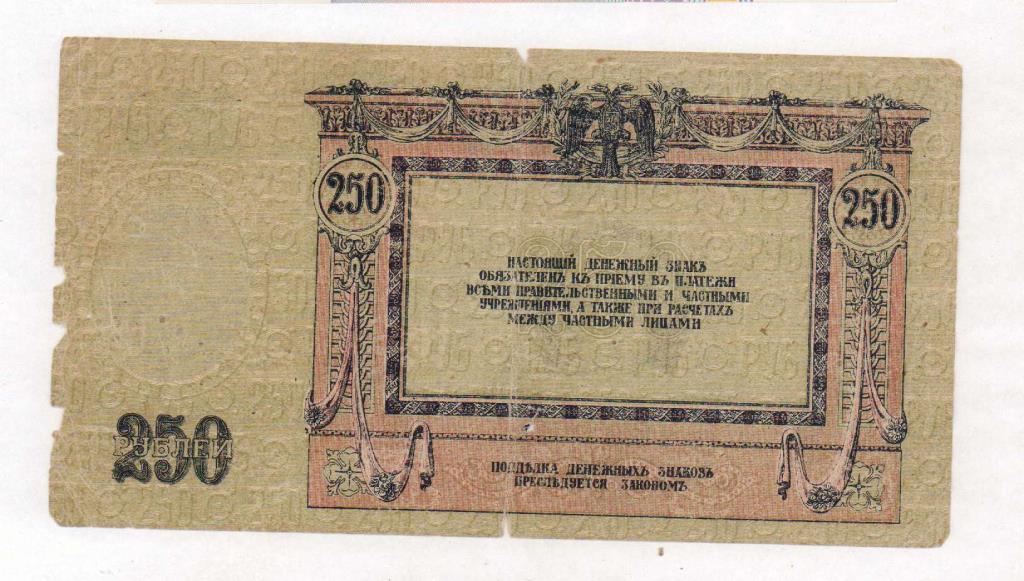 250
250
НАСТОЯЩІЙ ДЕНЕЖНЫЙ ЗНАКЪ
ОБЯЗАТЕЛЕНЪ КЪ ПРІЕМУ ВЪ ПЛАТЕЖИ
ВСѢМИ ПРАВИТЕЛЬСТВЕННЫМИ И ЧАСТНЫМИ
УЧРЕЖДЕНІЯМИ, А ТАКЖЕ ПРИ РАСЧЕТАХЪ
МЕЖДУ ЧАСТНЫМИ ЛИЦАМИ
250
РУБЛЕЙ
ПОДДѢЛКА ДЕНЕЖНЫХЪ ЗНАКОВЪ
ПРЕСЛѢДУЕТСЯ ЗАКОНОМЪ